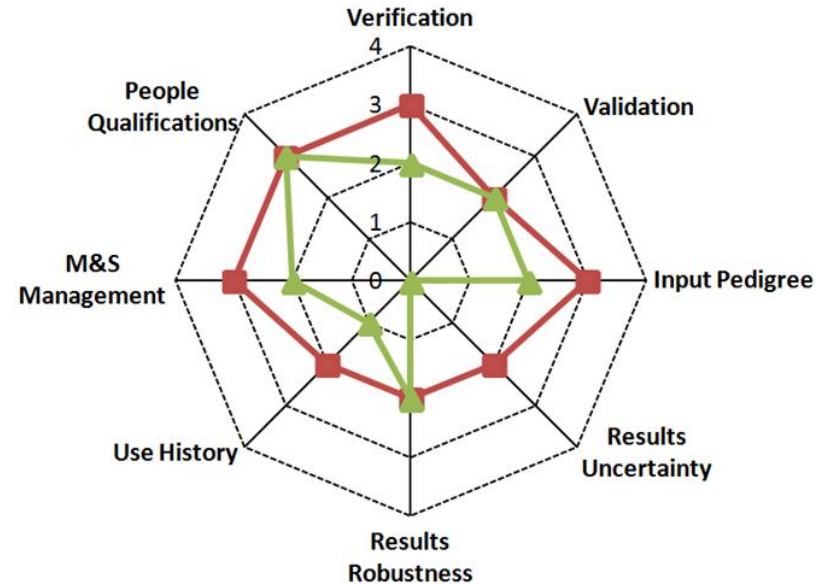 Verification
4
People
Qualifications
3
Validation
2
1
M&S
Management
0
Input Pedigree
Use History
Results
Uncertainty
Results
Robustness